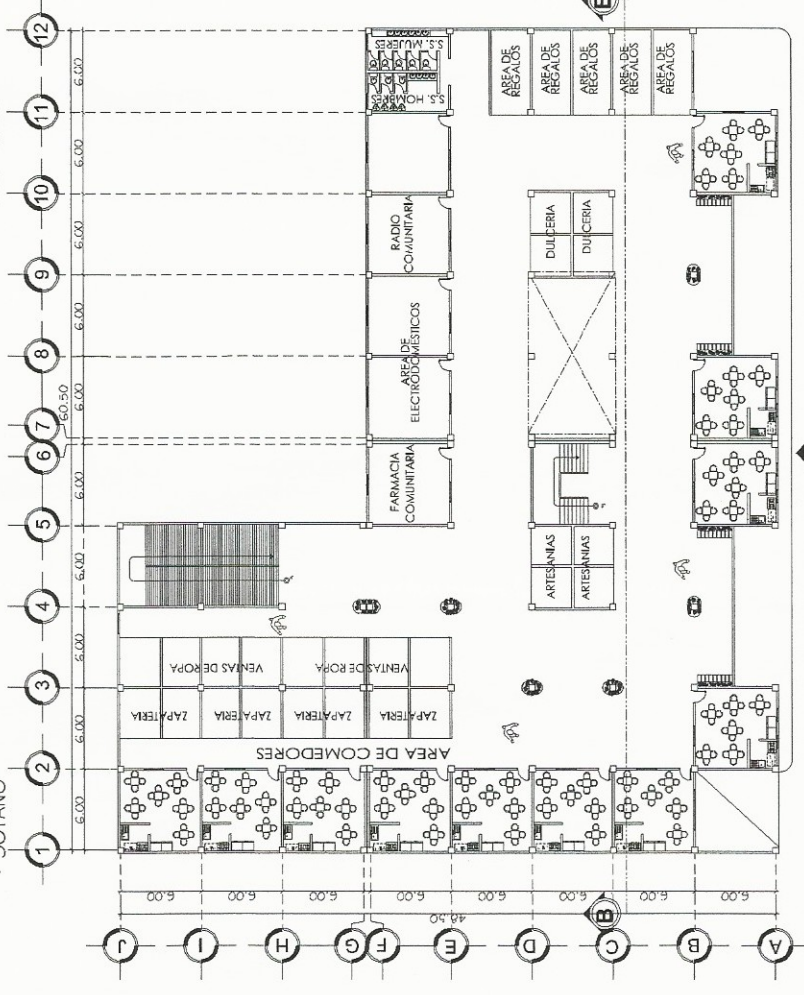 SOTANO
12
11
10
9
8
7
6
5
4
3
2
1
60.50
6.00
6.00
6.00
6.00
6.00
6.00
6.00
6.00
6.00
6.00
S.S. MUJERES
S.S. HOMBRES
AREA DE REGALOS
AREA DE REGALOS
AREA DE REGALOS
AREA DE REGALOS
AREA DE REGALOS
RADIO COMUNITARIA
DULCERIA
DULCERIA
AREA DE ELECTRODOMESTICOS
FARMACIA COMUNITARIA
ARTESANIAS
ARTESANIAS
VENTAS DE ROPA
VENTAS DE ROPA
ZAPATERIA
ZAPATERIA
ZAPATERIA
ZAPATERIA
AREA DE COMEDORES
6.00
6.00
6.00
6.00
6.00
6.00
6.00
6.00
48.50
B
B
J
I
H
G
F
E
D
C
B
A